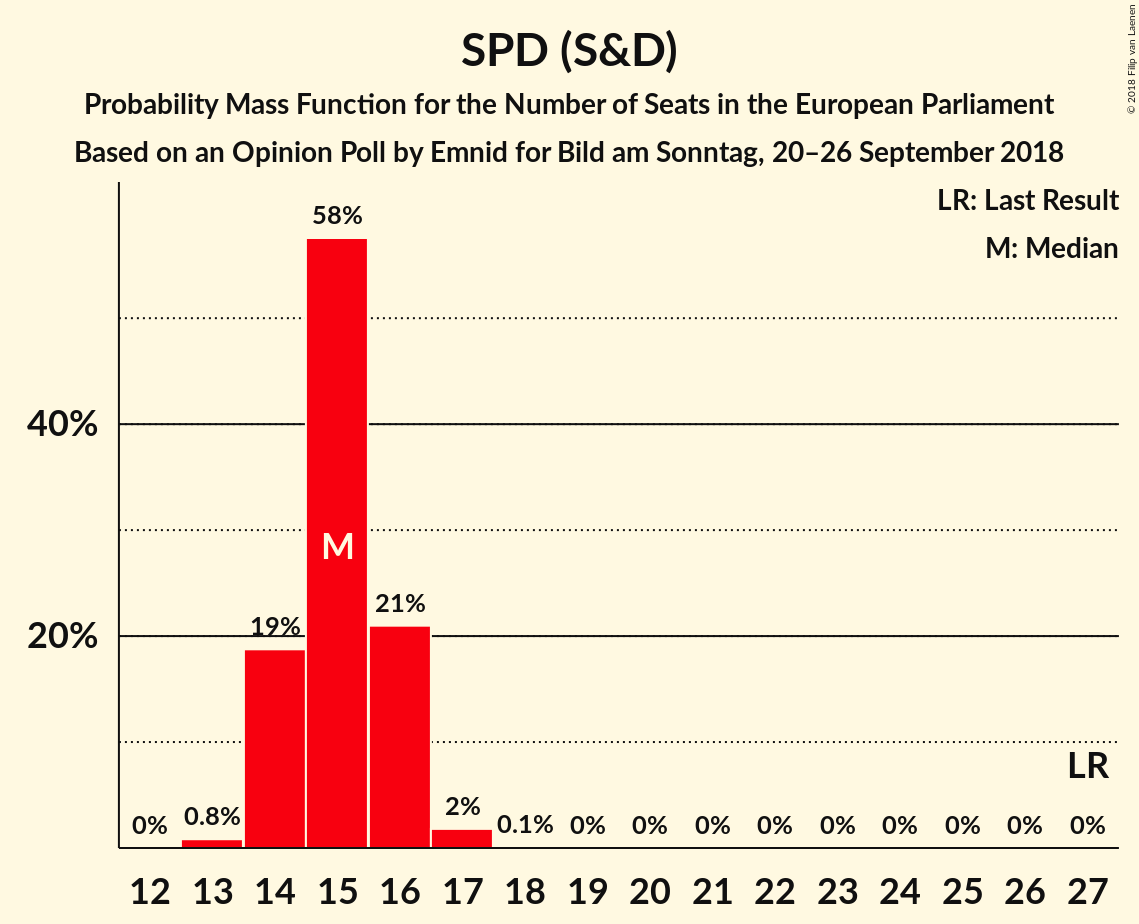 SPD (S&D)
Probability Mass Function for the Number of Seats in the European Parliament
Based on an Opinion Poll by Emnid for Bild am Sonntag, 20–26 September 2018
© 2018 Filip van Laenen
LR: Last Result
M: Median
58%
40%
M
21%
19%
20%
LR
2%
0.8%
0%
0.1%
0%
0%
0%
0%
0%
0%
0%
0%
0%
12 13 14 15 16 17 18 19 20 21 22 23 24 25 26 27